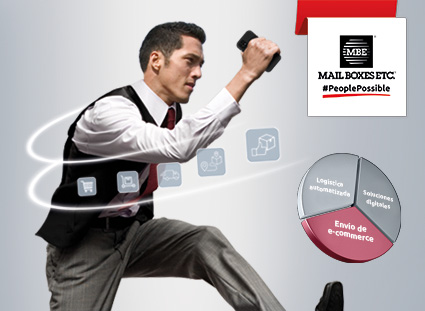 MBE
MAIL BOXES ETC.
#PeoplePossible
Logística
automatizada
Soluciones
digitales
Envío de
e-commerce